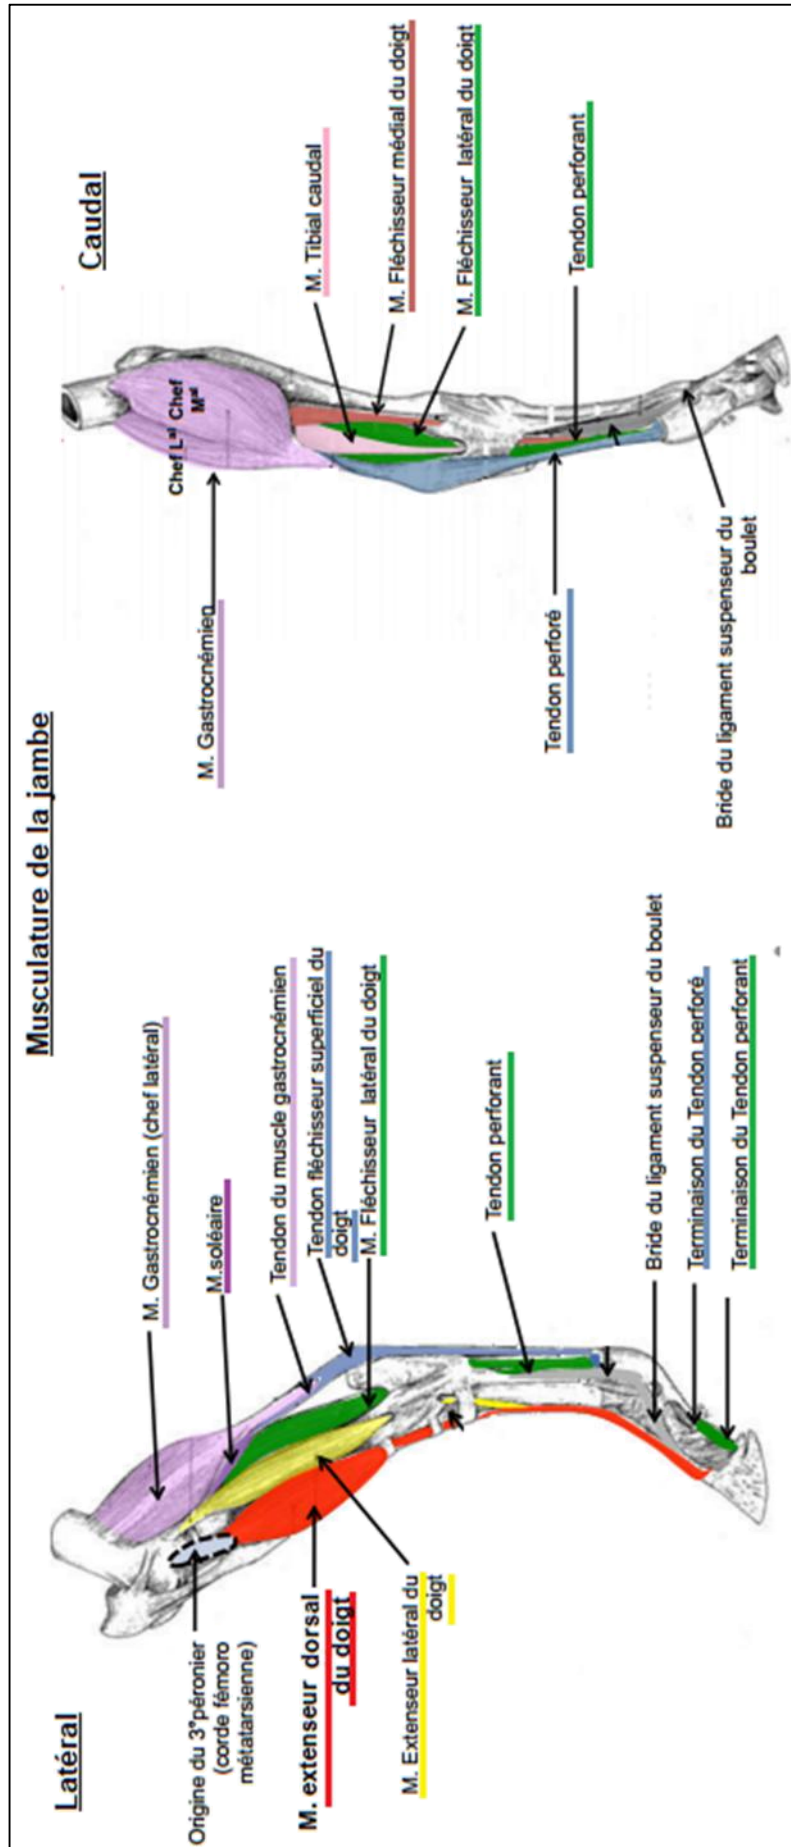 Musculature de la jambe
Latéral
Origine du 3°péronier
(corde fémoro
métatarsienne)
M. extenseur dorsal
du doigt
M. Extenseur latéral du
doigt
M. Gastrocnémien (chef latéral)
M.soléaire
Tendon du muscle gastrocnémien
Tendon fléchisseur superficiel du
doigt
M. Fléchisseur latéral du doigt
Tendon perforant
Bride du ligament suspenseur du boulet
Terminaison du Tendon perforé
Terminaison du Tendon perforant
Caudal
M. Gastrocnémien
Chef Lal
Chef
Mal
Tendon perforé
Bride du ligament suspenseur du
boulet
M. Tibial caudal
M. Fléchisseur médial du doigt
M. Fléchisseur latéral du doigt
Tendon perforant